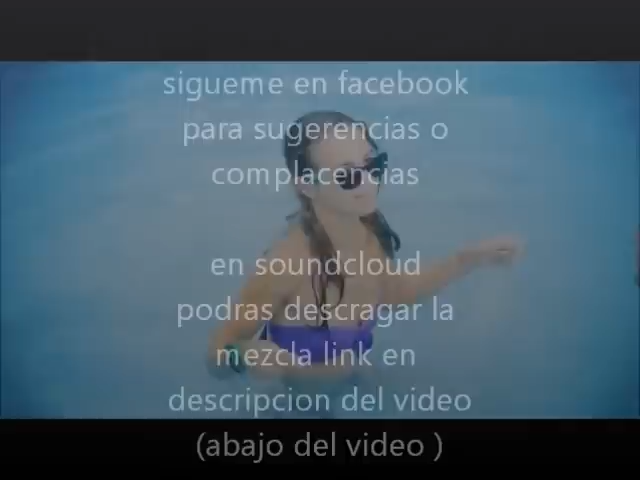 sigueme en facebook
para sugerencias o
complacencias
en soundcloud
podras descragar la
mezcla link en
descripcion del video
(abajo del video )